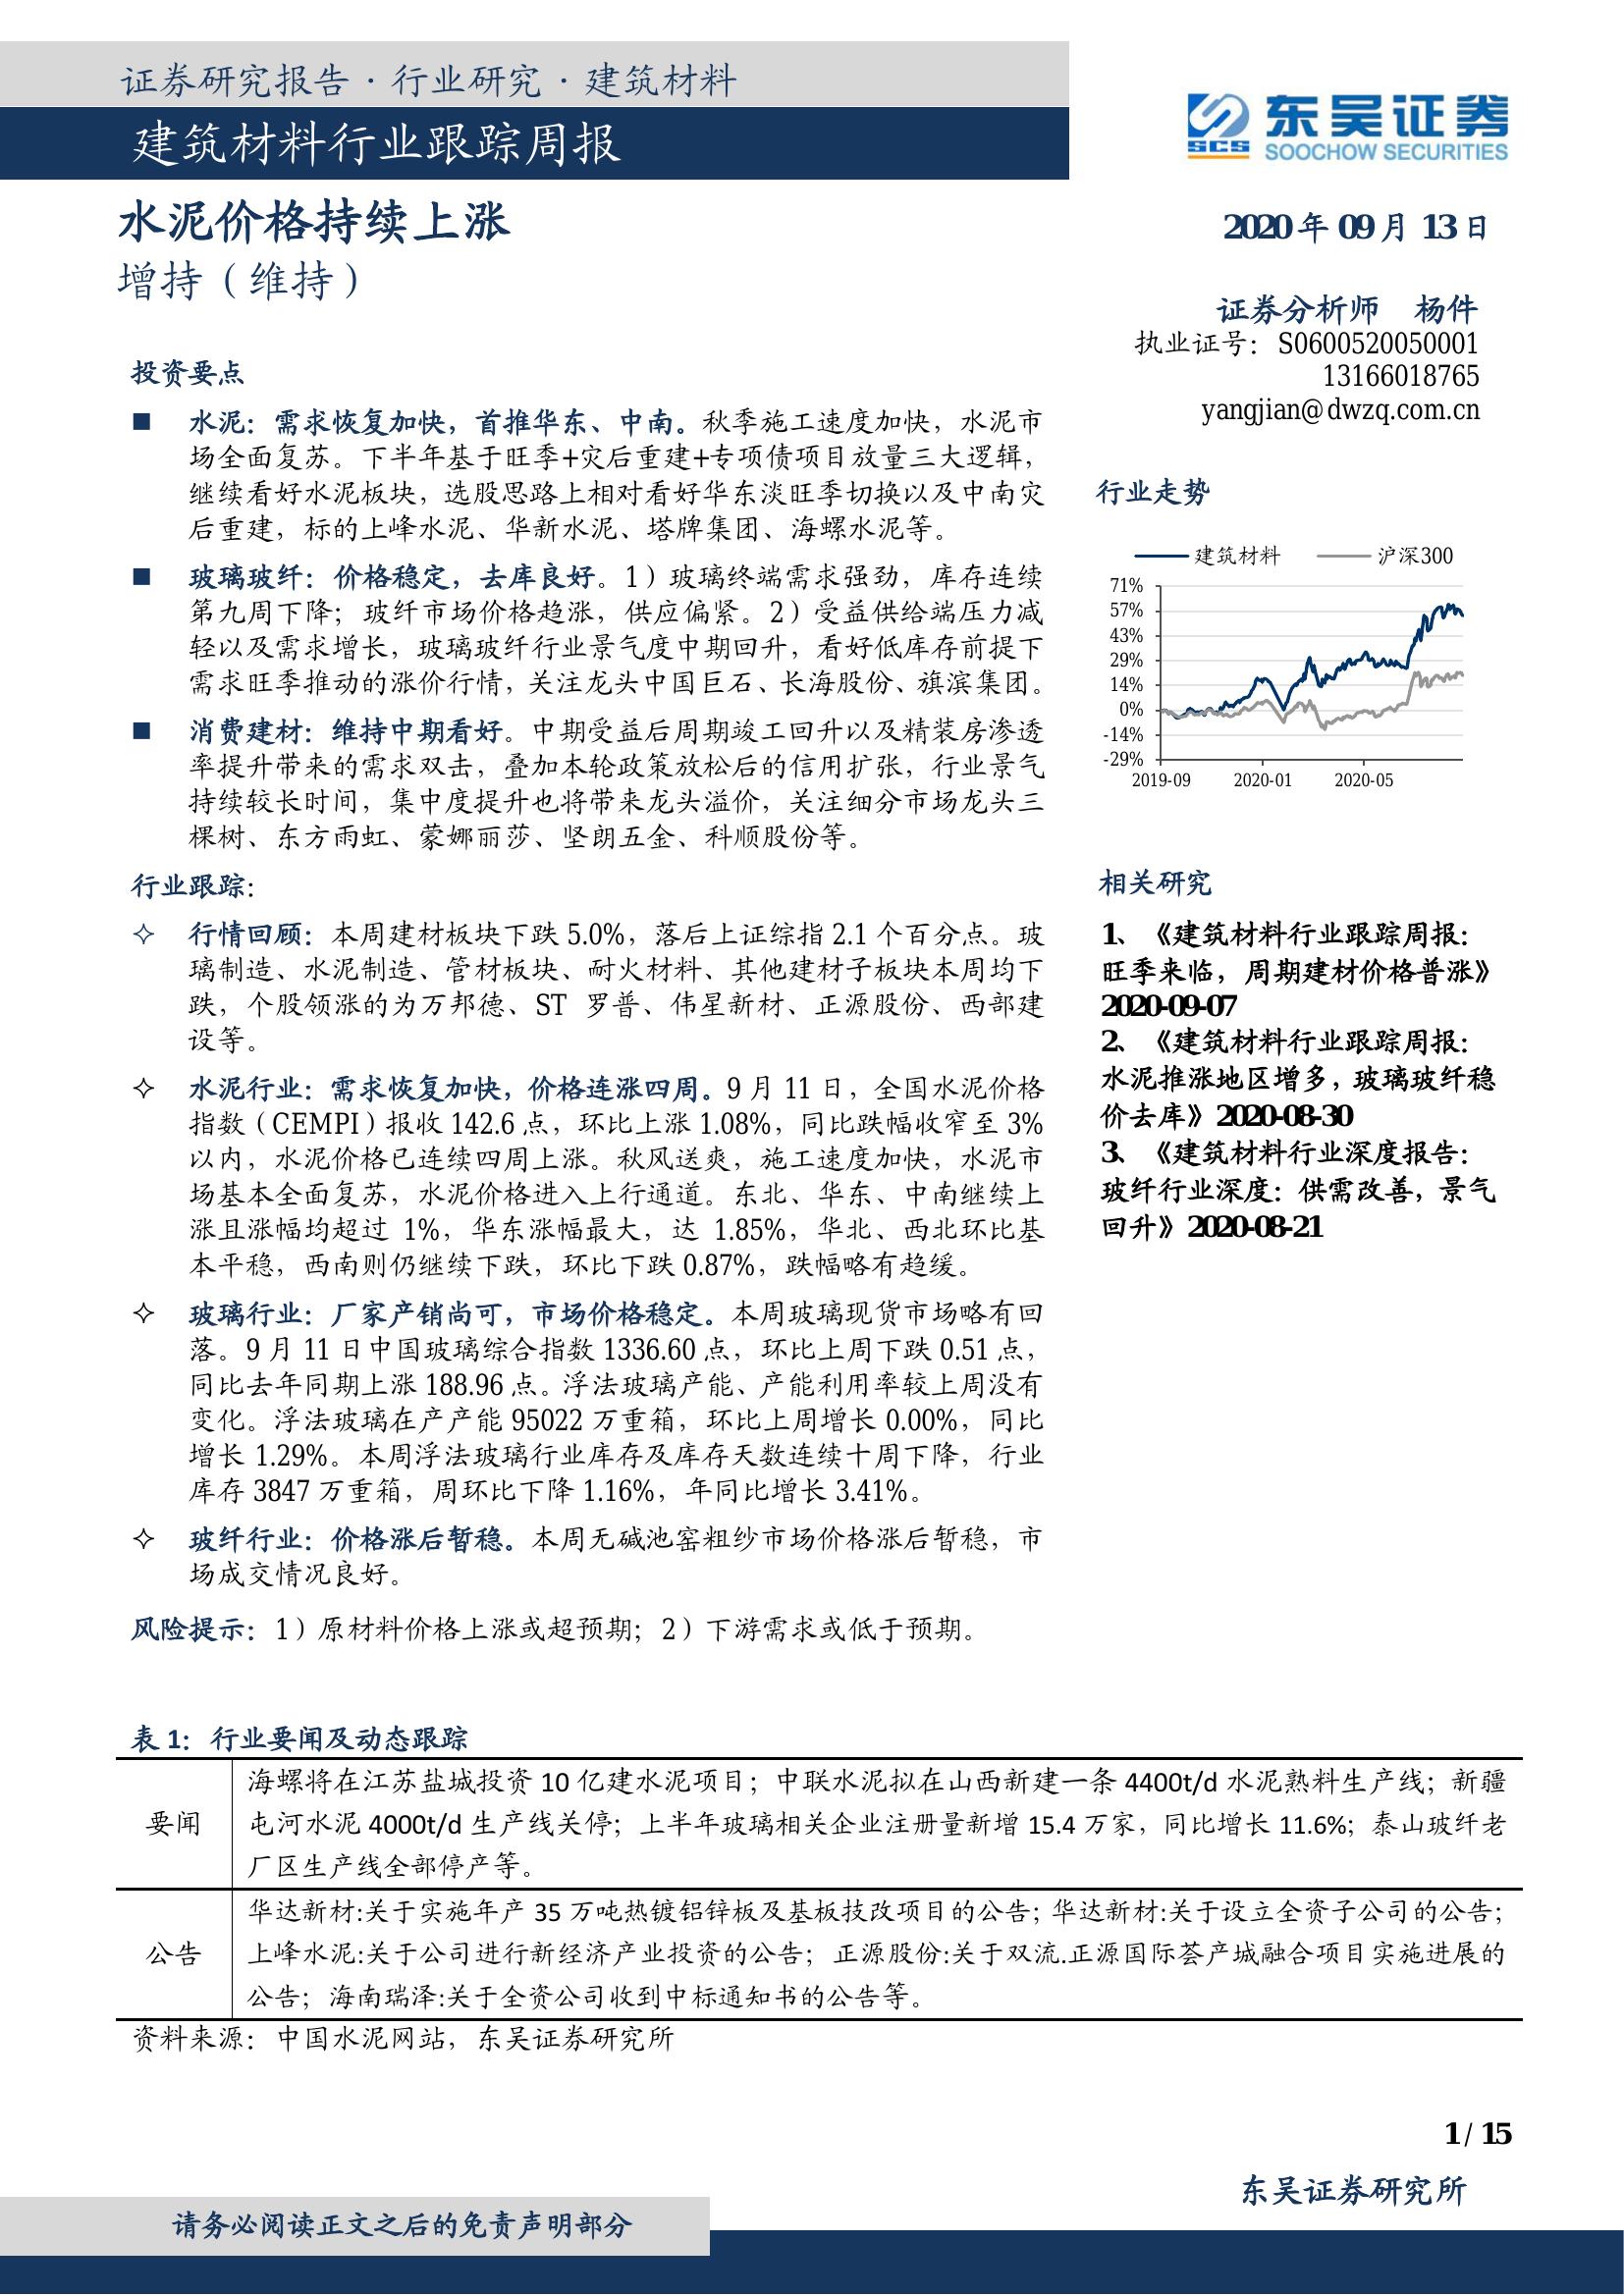 证券研究报告·行业研究·建筑材料
建筑材料行业跟踪周报
东吴证券
SCS
SOOCHOW SECURITIES
水泥价格持续上涨
增持（维持）
2020年09月13日
证券分析师 杨件
执业证号：S0600520050001
13166018765
yangjian@dwzq.com.cn
投资要点
■ 水泥：需求恢复加快，首推华东、中南。秋季施工速度加快，水泥市
场全面复苏。下半年基于旺季+灾后重建+专项债项目放量三大逻辑，
继续看好水泥板块，选股思路上相对看好华东淡旺季切换以及中南灾
后重建，标的上峰水泥、华新水泥、塔牌集团、海螺水泥等。
■ 玻璃玻纤：价格稳定，去库良好。1）玻璃终端需求强劲，库存连续
第九周下降；玻纤市场价格趋涨，供应偏紧。2）受益供给端压力减
轻以及需求增长，玻璃玻纤行业景气度中期回升，看好低库存前提下
需求旺季推动的涨价行情，关注龙头中国巨石、长海股份、旗滨集团。
■ 消费建材：维持中期看好。中期受益后周期竣工回升以及精装房渗透
率提升带来的需求双击，叠加本轮政策放松后的信用扩张，行业景气
持续较长时间，集中度提升也将带来龙头溢价，关注细分市场龙头三
棵树、东方雨虹、蒙娜丽莎、坚朗五金、科顺股份等。
行业跟踪：
✧ 行情回顾：本周建材板块下跌5.0%，落后上证综指2.1个百分点。玻
璃制造、水泥制造、管材板块、耐火材料、其他建材子板块本周均下
跌，个股领涨的为万邦德、ST 罗普、伟星新材、正源股份、西部建
设等。
✧ 水泥行业：需求恢复加快，价格连涨四周。9月11日，全国水泥价格
指数（CEMPI）报收142.6点，环比上涨1.08%，同比跌幅收窄至3%
以内，水泥价格已连续四周上涨。秋风送爽，施工速度加快，水泥市
场基本全面复苏，水泥价格进入上行通道。东北、华东、中南继续上
涨且涨幅均超过 1%，华东涨幅最大，达 1.85%，华北、西北环比基
本平稳，西南则仍继续下跌，环比下跌0.87%，跌幅略有趋缓。
✧ 玻璃行业：厂家产销尚可，市场价格稳定。本周玻璃现货市场略有回
落。9月11日中国玻璃综合指数1336.60点，环比上周下跌0.51点，
同比去年同期上涨188.96点。浮法玻璃产能、产能利用率较上周没有
变化。浮法玻璃在产产能95022万重箱，环比上周增长0.00%，同比
增长1.29%。本周浮法玻璃行业库存及库存天数连续十周下降，行业
库存3847万重箱，周环比下降1.16%，年同比增长3.41%。
✧ 玻纤行业：价格涨后暂稳。本周无碱池窑粗纱市场价格涨后暂稳，市
场成交情况良好。
风险提示：1）原材料价格上涨或超预期；2）下游需求或低于预期。
行业走势
建筑材料 沪深300
71%
57%
43%
29%
14%
0%
-14%
-29%
2019-09 2020-01 2020-05
相关研究
1、《建筑材料行业跟踪周报：
旺季来临，周期建材价格普涨》
2020-09-07
2、《建筑材料行业跟踪周报：
水泥推涨地区增多，玻璃玻纤稳
价去库》2020-08-30
3、《建筑材料行业深度报告：
玻纤行业深度：供需改善，景气
回升》2020-08-21
表1：行业要闻及动态跟踪
要闻
海螺将在江苏盐城投资10亿建水泥项目；中联水泥拟在山西新建一条4400t/d水泥熟料生产线；新疆
屯河水泥4000t/d生产线关停；上半年玻璃相关企业注册量新增15.4万家，同比增长11.6%；泰山玻纤老
厂区生产线全部停产等。
公告
华达新材:关于实施年产35万吨热镀铝锌板及基板技改项目的公告；华达新材:关于设立全资子公司的公告；
上峰水泥:关于公司进行新经济产业投资的公告；正源股份:关于双流.正源国际荟产城融合项目实施进展的
公告；海南瑞泽:关于全资公司收到中标通知书的公告等。
资料来源：中国水泥网站，东吴证券研究所
1 / 15
东吴证券研究所
请务必阅读正文之后的免责声明部分